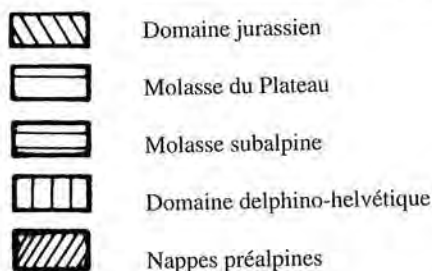 Domaine jurassien
Molasse du Plateau
Molasse subalpine
Domaine delphino-helvétique
Nappes préalpines